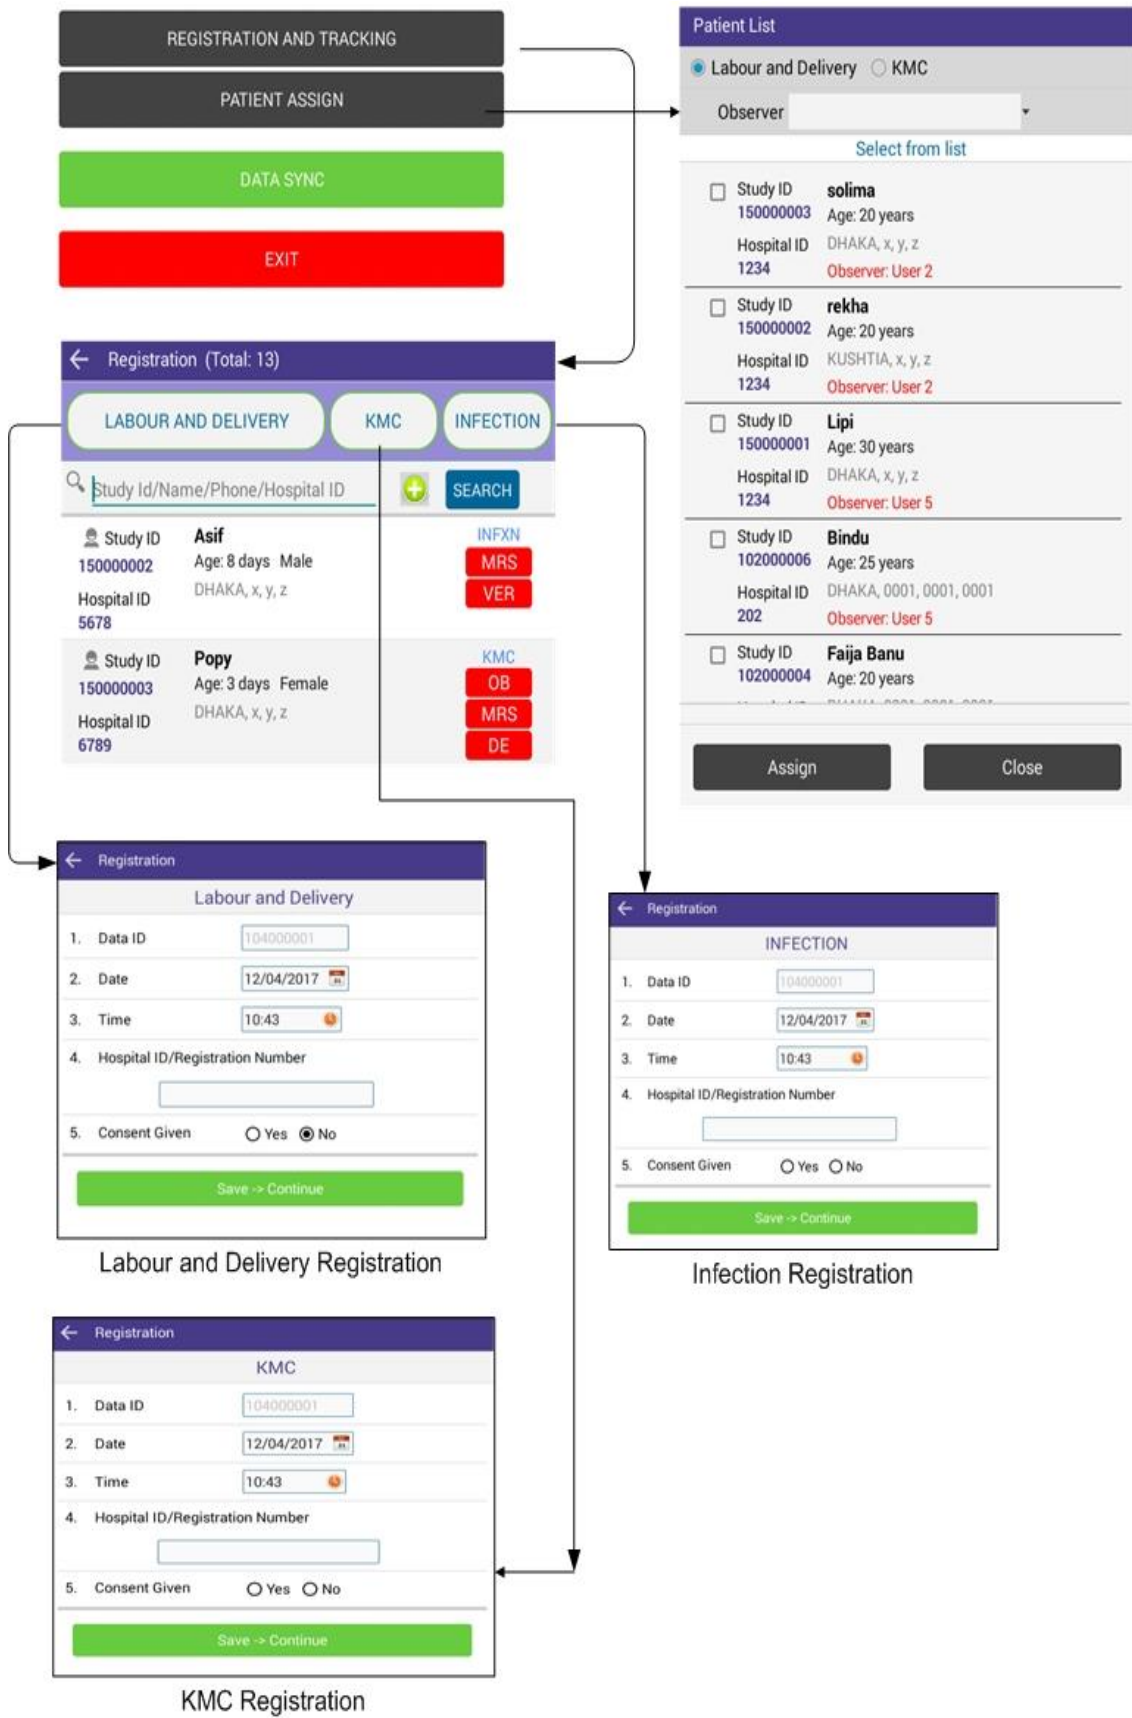 REGISTRATION AND TRACKING
PATIENT ASSIGN
DATA SYNC
EXIT
Patient List
Labour and Delivery KMC
Observer
Select from list
Study ID solima
150000003 Age: 20 years
Hospital ID DHAKA, x, y, z
1234 Observer: User 2
Study ID rekha
150000002 Age: 20 years
Hospital ID KUSHTIA, x, y, z
1234 Observer: User 2
Study ID Lipi
150000001 Age: 30 years
Hospital ID DHAKA, x, y, z
1234 Observer: User 5
Study ID Bindu
102000006 Age: 25 years
Hospital ID DHAKA, 0001, 0001, 0001
202 Observer: User 5
Study ID Faija Banu
102000004 Age: 20 years
Assign Close
Registration (Total: 13)
LABOUR AND DELIVERY KMC INFECTION
Study Id/Name/Phone/Hospital ID SEARCH
Study ID Asif INFXN
150000002 Age: 8 days Male MRS
Hospital ID DHAKA, x, y, z VER
5678
Study ID Popy KMC
150000003 Age: 3 days Female OB
Hospital ID DHAKA, x, y, z MRS
6789 DE
Registration
Labour and Delivery
1. Data ID 104000001
2. Date 12/04/2017
3. Time 10:43
4. Hospital ID/Registration Number
5. Consent Given Yes No
Save -> Continue
Labour and Delivery Registration
Registration
INFECTION
1. Data ID 104000001
2. Date 12/04/2017
3. Time 10:43
4. Hospital ID/Registration Number
5. Consent Given Yes No
Save -> Continue
Infection Registration
Registration
KMC
1. Data ID 104000001
2. Date 12/04/2017
3. Time 10:43
4. Hospital ID/Registration Number
5. Consent Given Yes No
Save -> Continue
KMC Registration